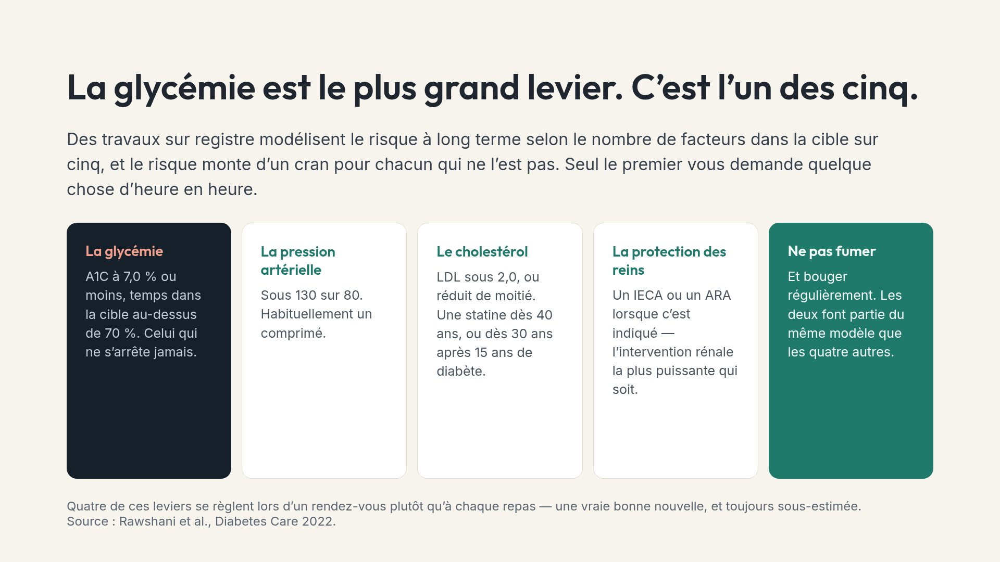 La glycémie est le plus grand levier. C’est l’un des cinq.
Des travaux sur registre modélisent le risque à long terme selon le nombre de facteurs dans la cible sur
cinq, et le risque monte d’un cran pour chacun qui ne l’est pas. Seul le premier vous demande quelque
chose d’heure en heure.
La glycémie
A1C à 7,0 % ou
moins, temps dans
la cible au-dessus
de 70 %. Celui qui
ne s’arrête jamais.
La pression
artérielle
Sous 130 sur 80.
Habituellement un
comprimé.
Le cholestérol
LDL sous 2,0, ou
réduit de moitié.
Une statine dès 40
ans, ou dès 30 ans
après 15 ans de
diabète.
La protection des
reins
Un IECA ou un ARA
lorsque c’est
indiqué —
l’intervention rénale
la plus puissante qui
soit.
Ne pas fumer
Et bouger
régulièrement. Les
deux font partie du
même modèle que
les quatre autres.
Quatre de ces leviers se règlent lors d’un rendez-vous plutôt qu’à chaque repas — une vraie bonne nouvelle, et toujours sous-estimée.
Source : Rawshani et al., Diabetes Care 2022.